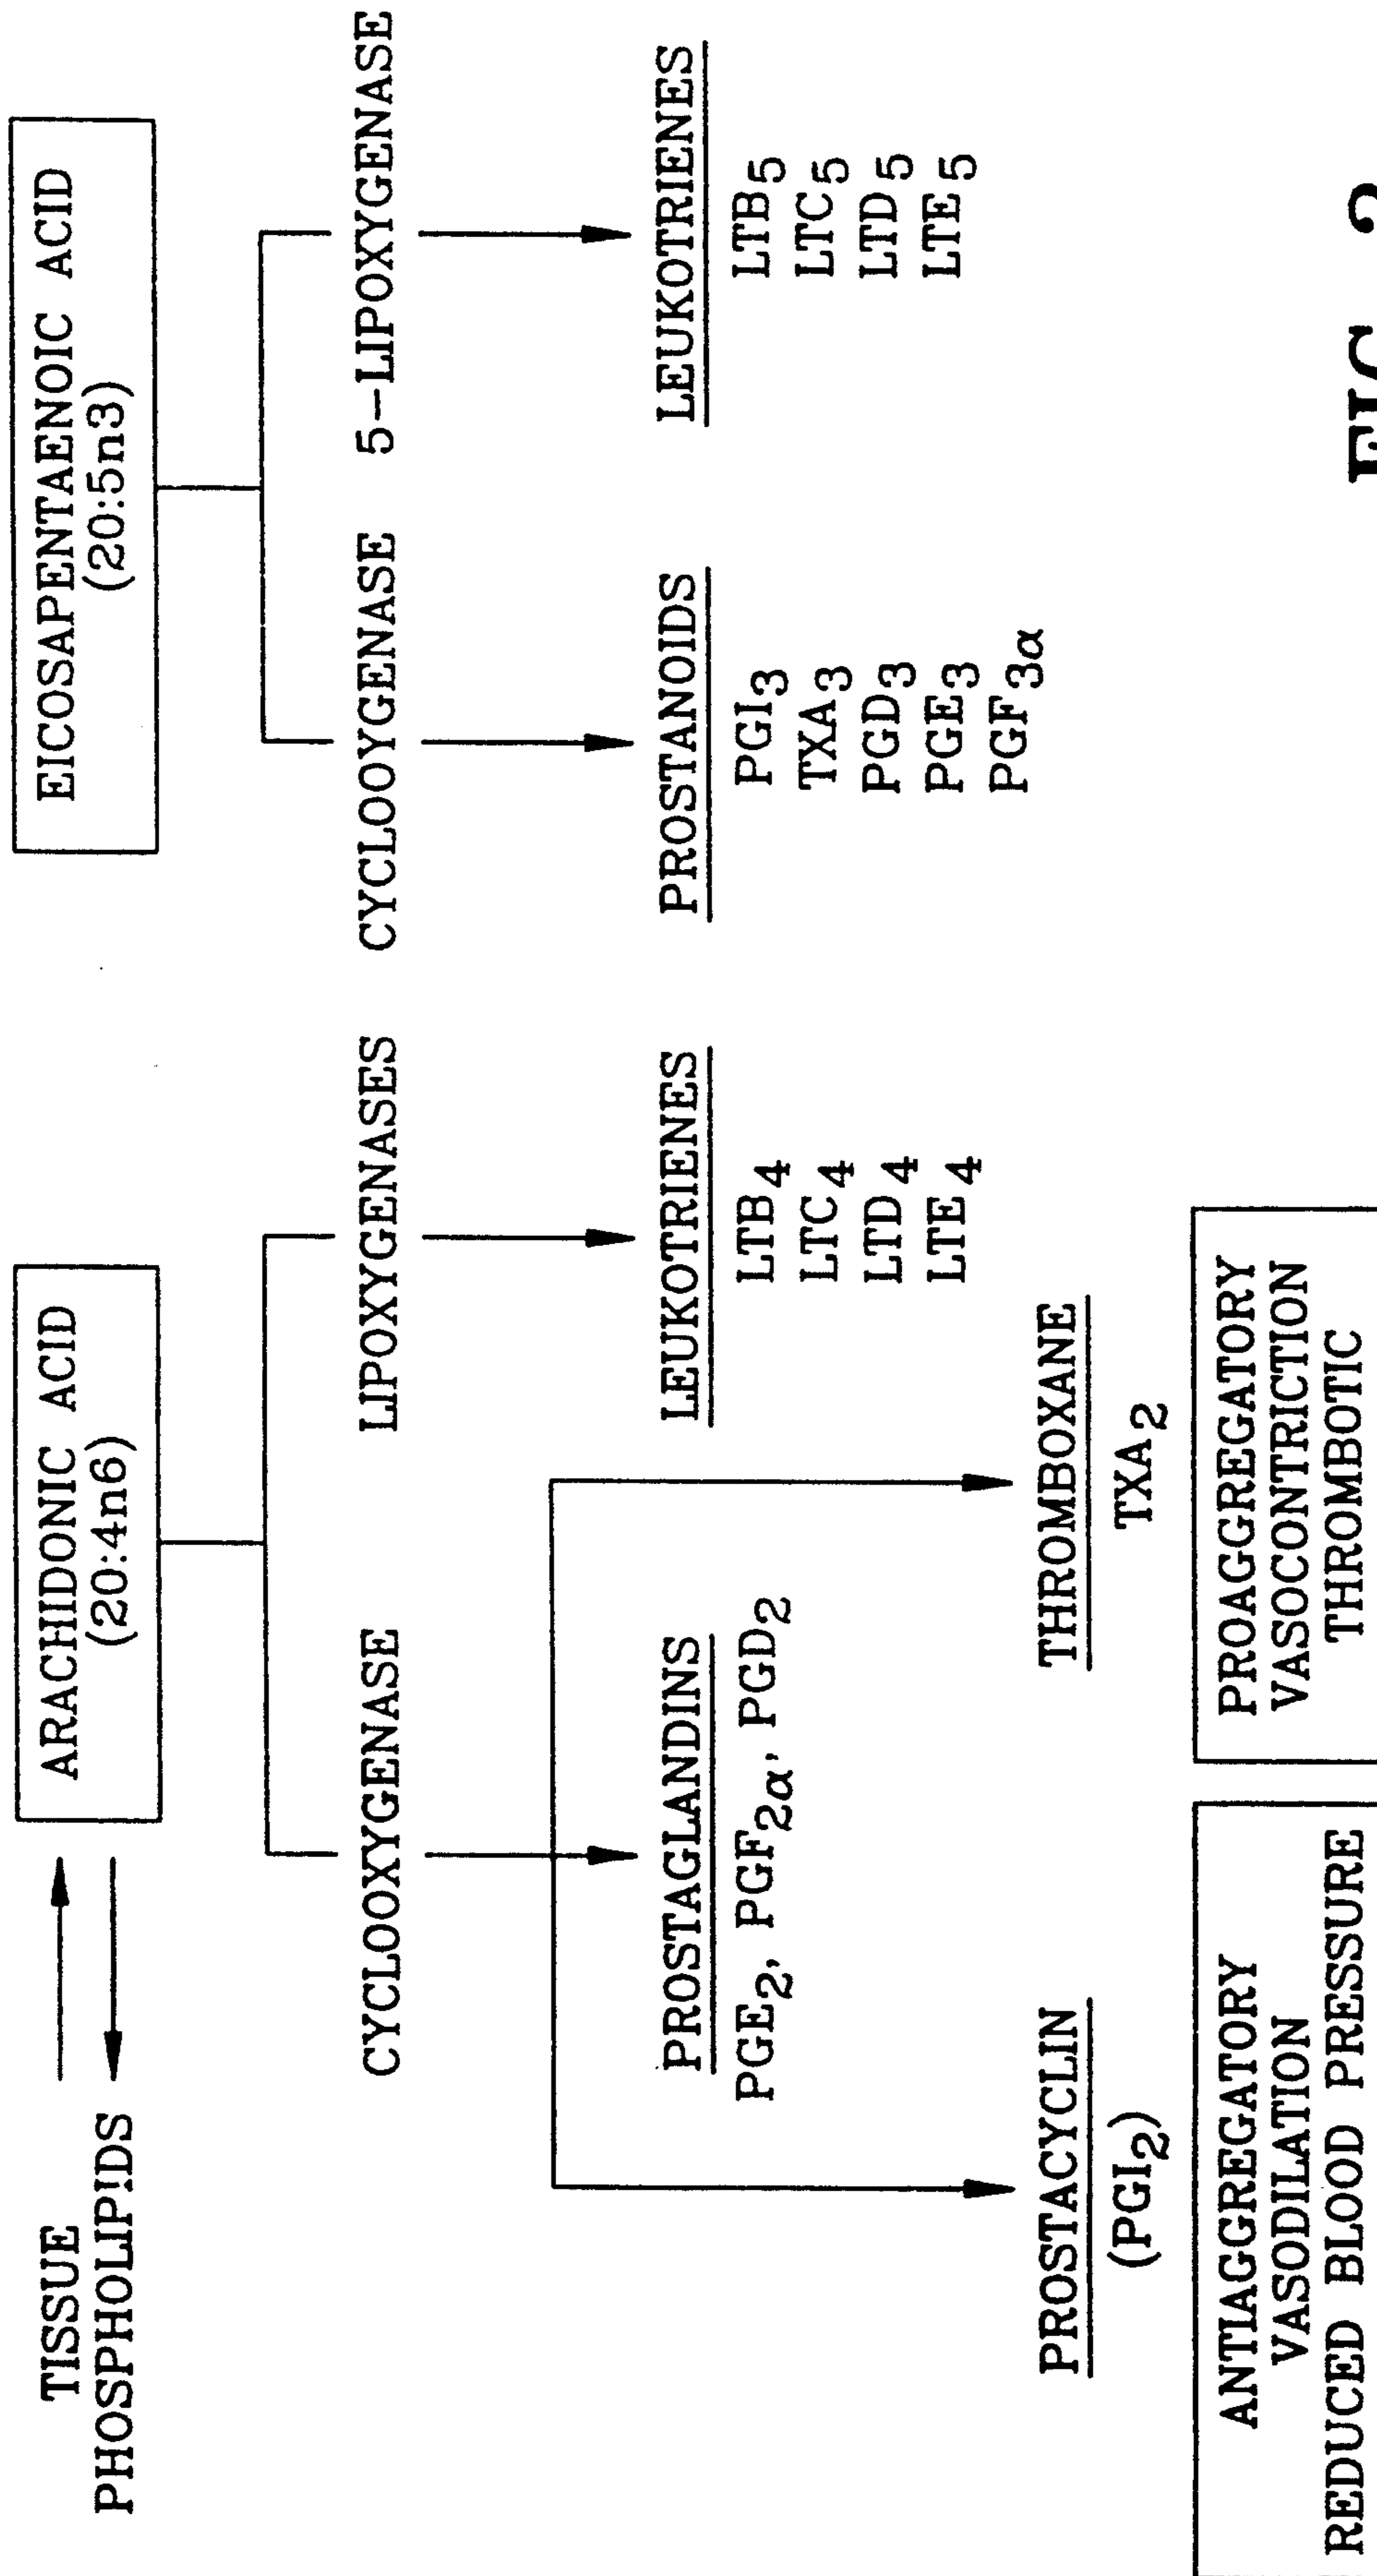 TISSUE
PHOSPHOLIPIDS
ARACHIDONIC ACID
(20:4n6)
EICOSAPENTAENOIC ACID
(20:5n3)
CYCLOOXYGENASE
LIPOXYGENASES
CYCLOOYGENASE
5-LIPOXYGENASE
PROSTAGLANDINS
PGE₂, PGF₂α, PGD₂
LEUKOTRIENES
LTB₄
LTC₄
LTD₄
LTE₄
PROSTANOIDS
PGI₃
TXA₃
PGD₃
PGE₃
PGF₃α
LEUKOTRIENES
LTB₅
LTC₅
LTD₅
LTE₅
PROSTACYCLIN
(PGI₂)
THROMBOXANE
TXA₂
ANTIAGGREGATORY
VASODILATION
REDUCED BLOOD PRESSURE
PROAGGREGATORY
VASOCONTRICTION
THROMBOTIC